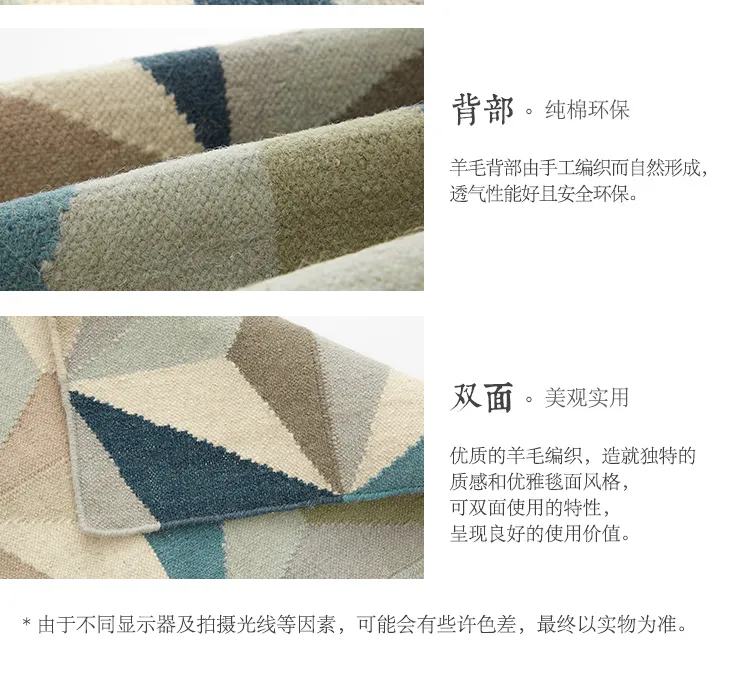 背部。纯棉环保
羊毛背部由手工编织而自然形成，
透气性能好且安全环保。
双面。美观实用
优质的羊毛编织，造就独特的
质感和优雅毯面风格，
可双面使用的特性，
呈现良好的使用价值。
*由于不同显示器及拍摄光线等因素，可能会有些许色差，最终以实物为准。